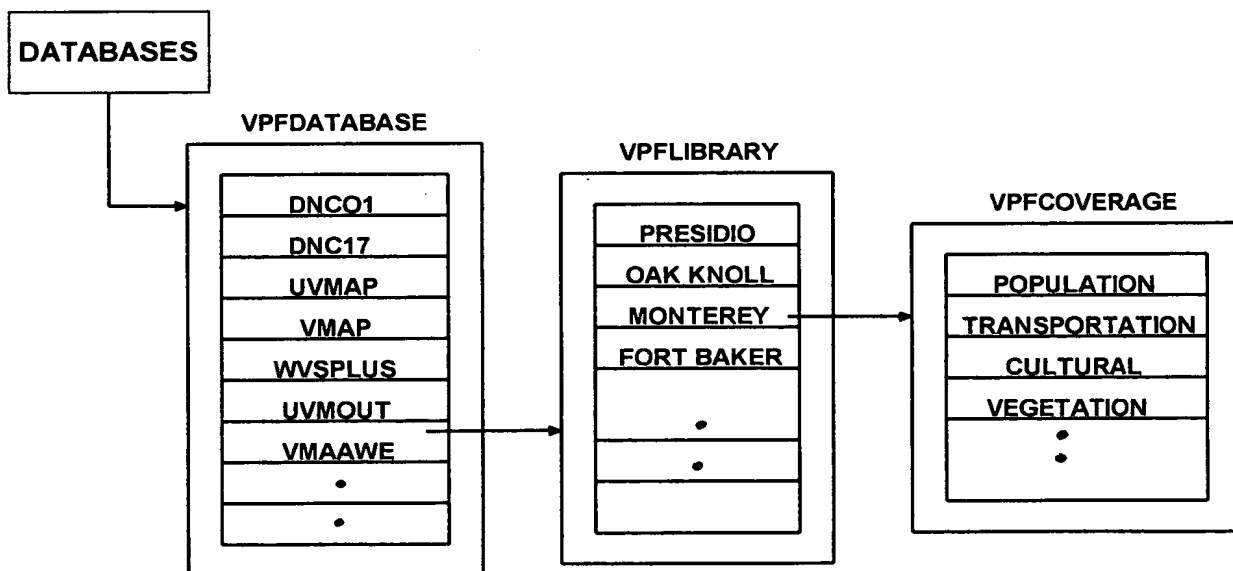 DATABASES
VPFDATABASE
DNCO1
DNC17
UVMAP
VMAP
WVSPLUS
UVMOUT
VMAAWE
VPFLIBRARY
PRESIDIO
OAK KNOLL
MONTEREY
FORT BAKER
VPFCOVERAGE
POPULATION
TRANSPORTATION
CULTURAL
VEGETATION